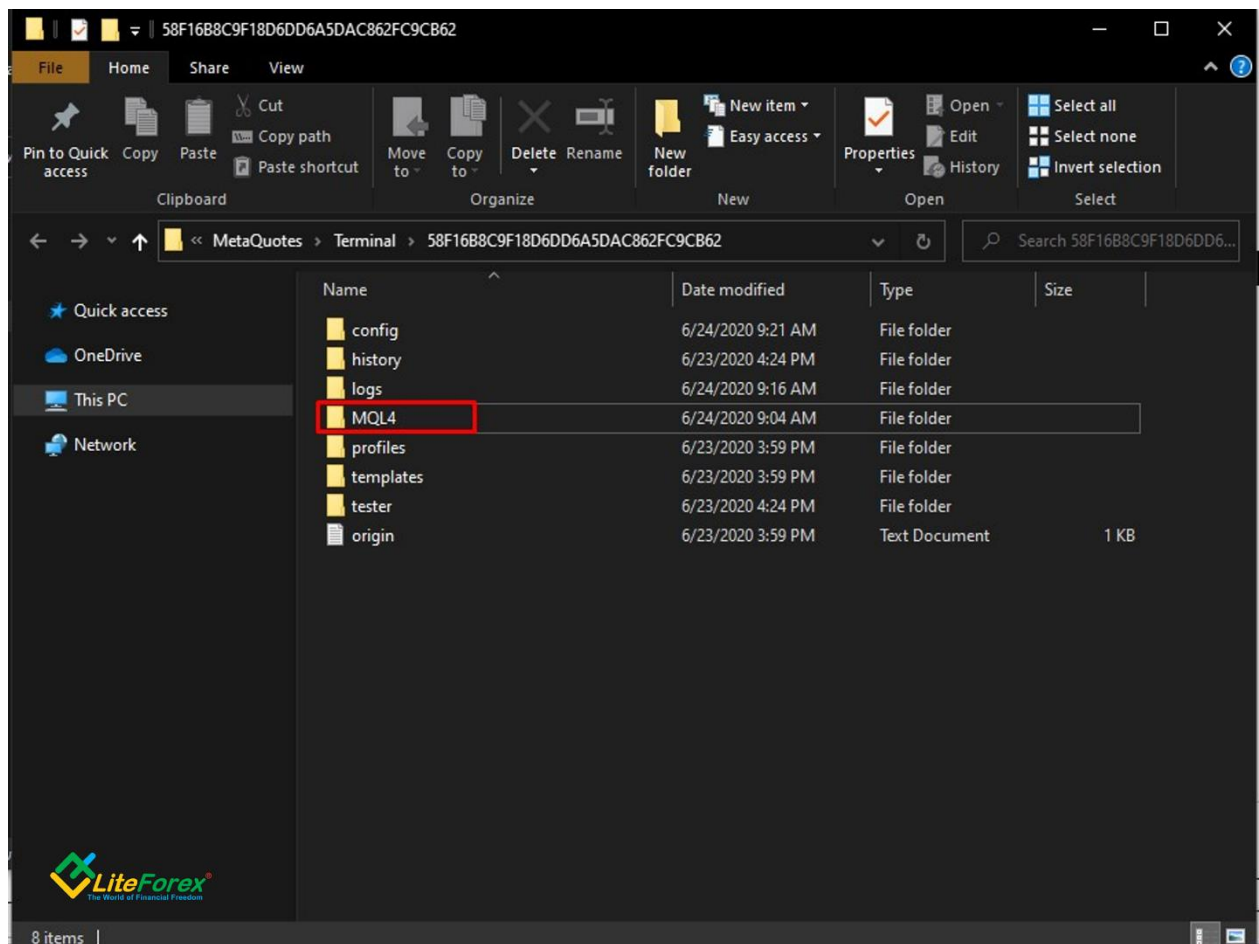 58F16B8C9F18D6DD6A5DAC862FC9CB62
File Home Share View
Pin to Quick access
Copy
Paste
Cut
Copy path
Paste shortcut
Clipboard
Move to
Copy to
Delete
Rename
Organize
New folder
New item
Easy access
New
Properties
Open
Edit
History
Open
Select all
Select none
Invert selection
Select
« MetaQuotes › Terminal › 58F16B8C9F18D6DD6A5DAC862FC9CB62
Search 58F16B8C9F18D6DD6...
Quick access
OneDrive
This PC
Network
Name Date modified Type Size
config 6/24/2020 9:21 AM File folder
history 6/23/2020 4:24 PM File folder
logs 6/24/2020 9:16 AM File folder
MQL4 6/24/2020 9:04 AM File folder
profiles 6/23/2020 3:59 PM File folder
templates 6/23/2020 3:59 PM File folder
tester 6/23/2020 4:24 PM File folder
origin 6/23/2020 3:59 PM Text Document 1 KB
LiteForex®
The World of Financial Freedom
8 items